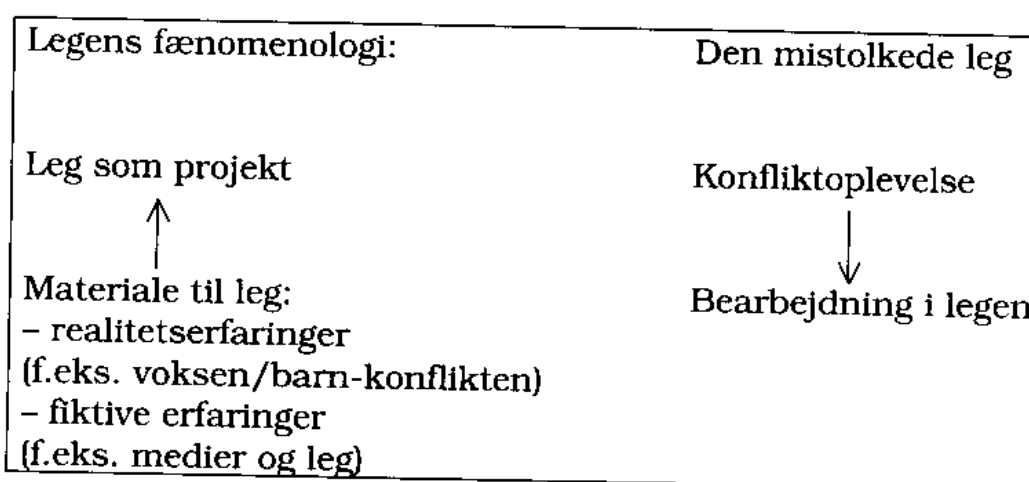 Legens fænomenologi:
Leg som projekt
Materiale til leg:
– realitetserfaringer
(f.eks. voksen/barn-konflikten)
– fiktive erfaringer
(f.eks. medier og leg)
Den mistolkede leg
Konfliktoplevelse
Bearbejdning i legen